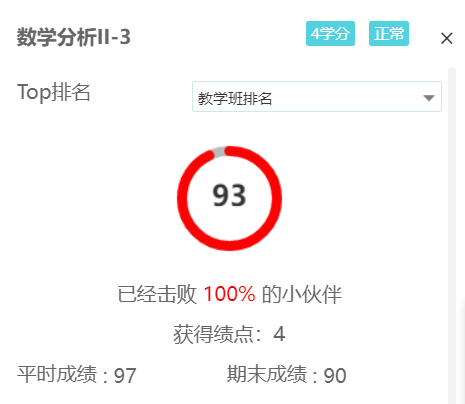 数学分析II-3 4学分 正常 ×
Top排名 教学班排名
93
已经击败 100% 的小伙伴
获得绩点：4
平时成绩 : 97 期末成绩 : 90